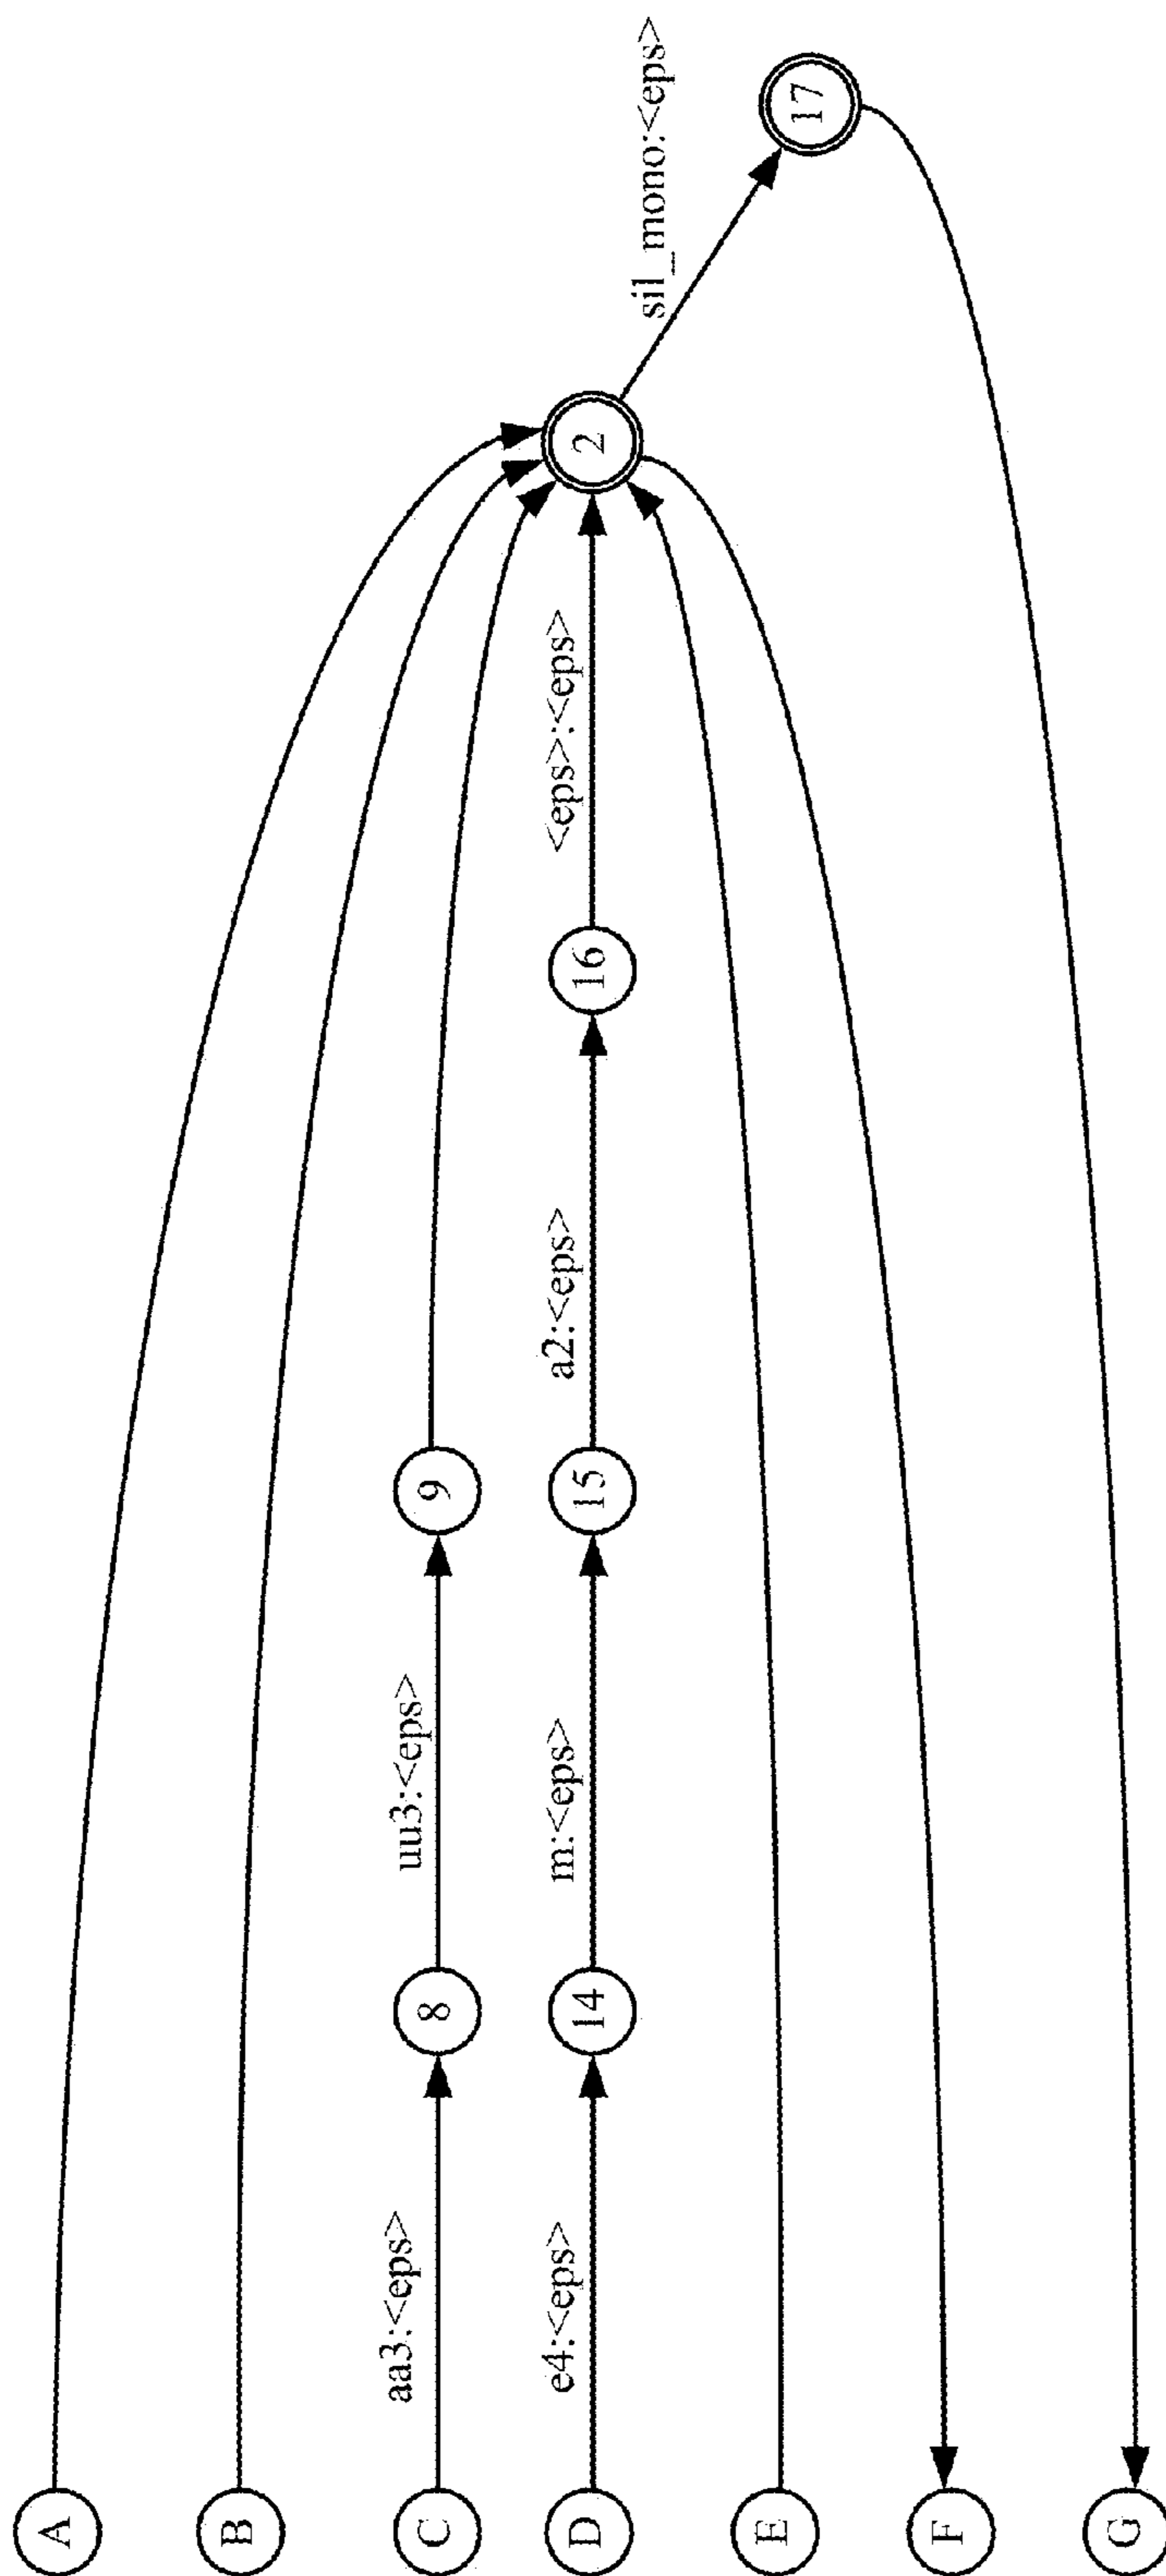 A
B
C
aa3:<eps>
8
uu3:<eps>
9
D
e4:<eps>
14
m:<eps>
15
a2:<eps>
16
<eps>:<eps>
2
sil_mono:<eps>
17
E
F
G